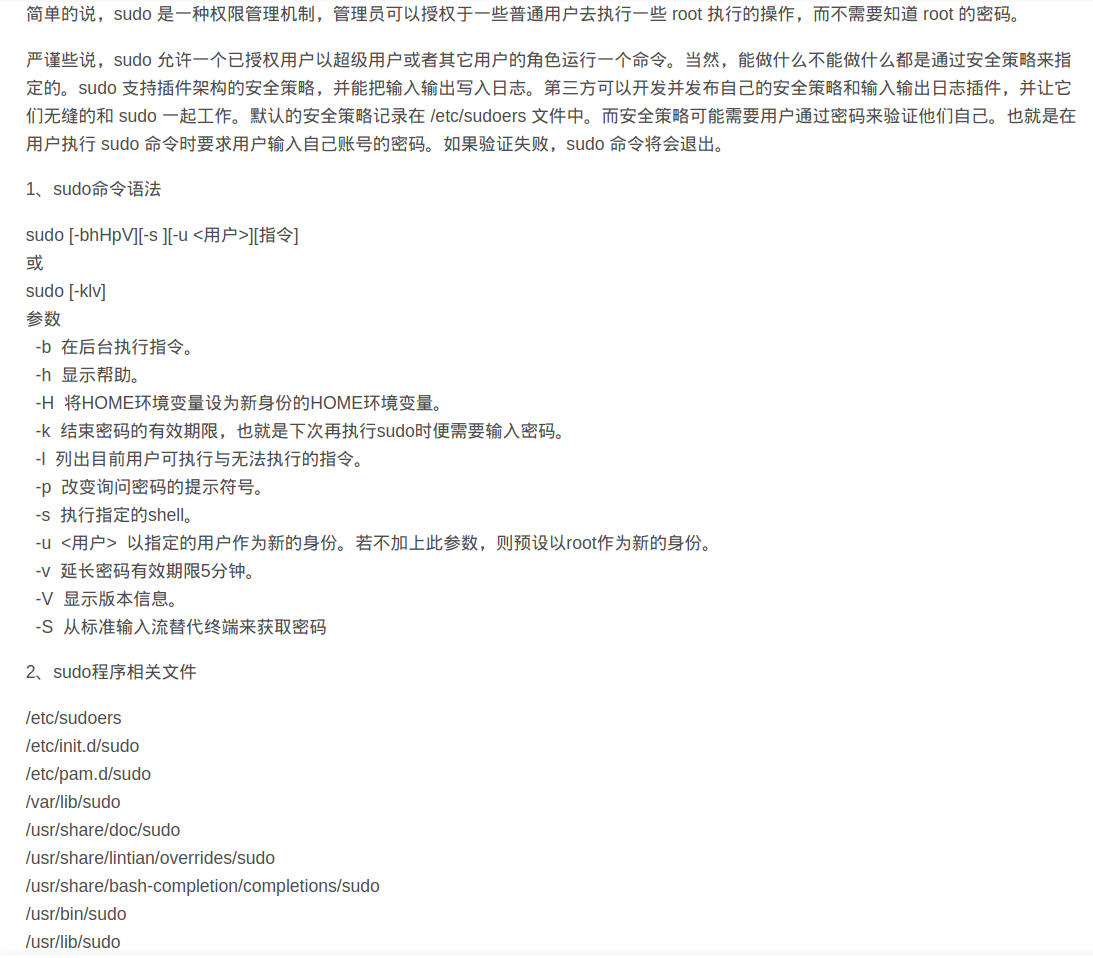 简单的说，sudo 是一种权限管理机制，管理员可以授权于一些普通用户去执行一些 root 执行的操作，而不需要知道 root 的密码。
严谨些说，sudo 允许一个已授权用户以超级用户或者其它用户的角色运行一个命令。当然，能做什么不能做什么都是通过安全策略来指
定的。sudo 支持插件架构的安全策略，并能把输入输出写入日志。第三方可以开发并发布自己的安全策略和输入输出日志插件，并让它
们无缝的和 sudo 一起工作。默认的安全策略记录在 /etc/sudoers 文件中。而安全策略可能需要用户通过密码来验证他们自己。也就是在
用户执行 sudo 命令时要求用户输入自己账号的密码。如果验证失败，sudo 命令将会退出。
1、sudo命令语法
sudo [-bhHpV][-s ][-u <用户>][指令]
或
sudo [-klv]
参数
-b  在后台执行指令。
-h  显示帮助。
-H  将HOME环境变量设为新身份的HOME环境变量。
-k  结束密码的有效期限，也就是下次再执行sudo时便需要输入密码。
-l  列出目前用户可执行与无法执行的指令。
-p  改变询问密码的提示符号。
-s  执行指定的shell。
-u  <用户>  以指定的用户作为新的身份。若不加上此参数，则预设以root作为新的身份。
-v  延长密码有效期限5分钟。
-V  显示版本信息。
-S  从标准输入流替代终端来获取密码
2、sudo程序相关文件
/etc/sudoers
/etc/init.d/sudo
/etc/pam.d/sudo
/var/lib/sudo
/usr/share/doc/sudo
/usr/share/lintian/overrides/sudo
/usr/share/bash-completion/completions/sudo
/usr/bin/sudo
/usr/lib/sudo